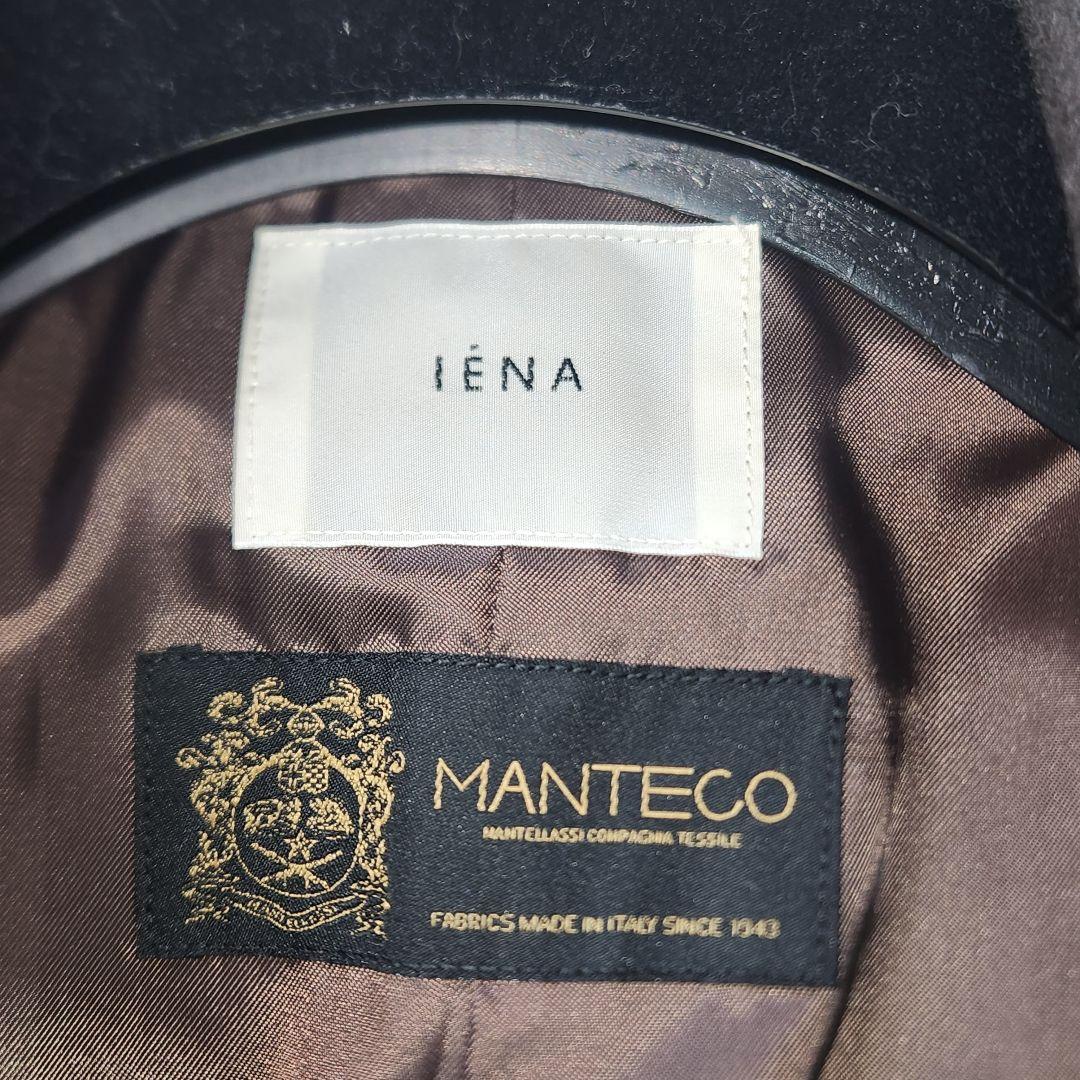 IÉNA
MANTECO
MANTELLASSI COMPAGNIA TESSILE
FABRICS MADE IN ITALY SINCE 1943